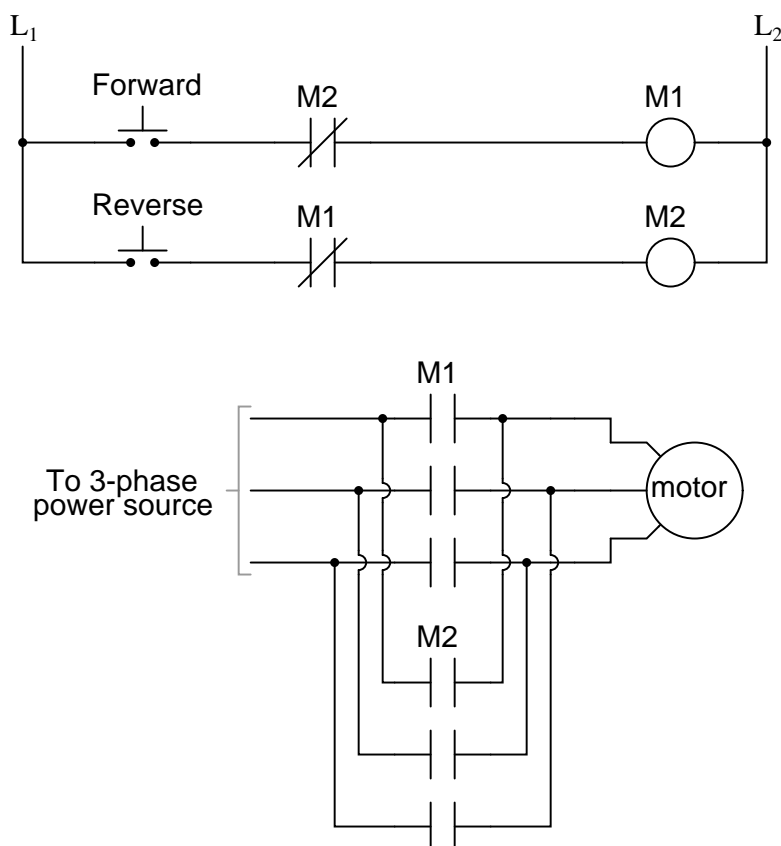 L₁ L₂
Forward
M2 M1
Reverse
M1 M2
M1
To 3-phase
power source
motor
M2